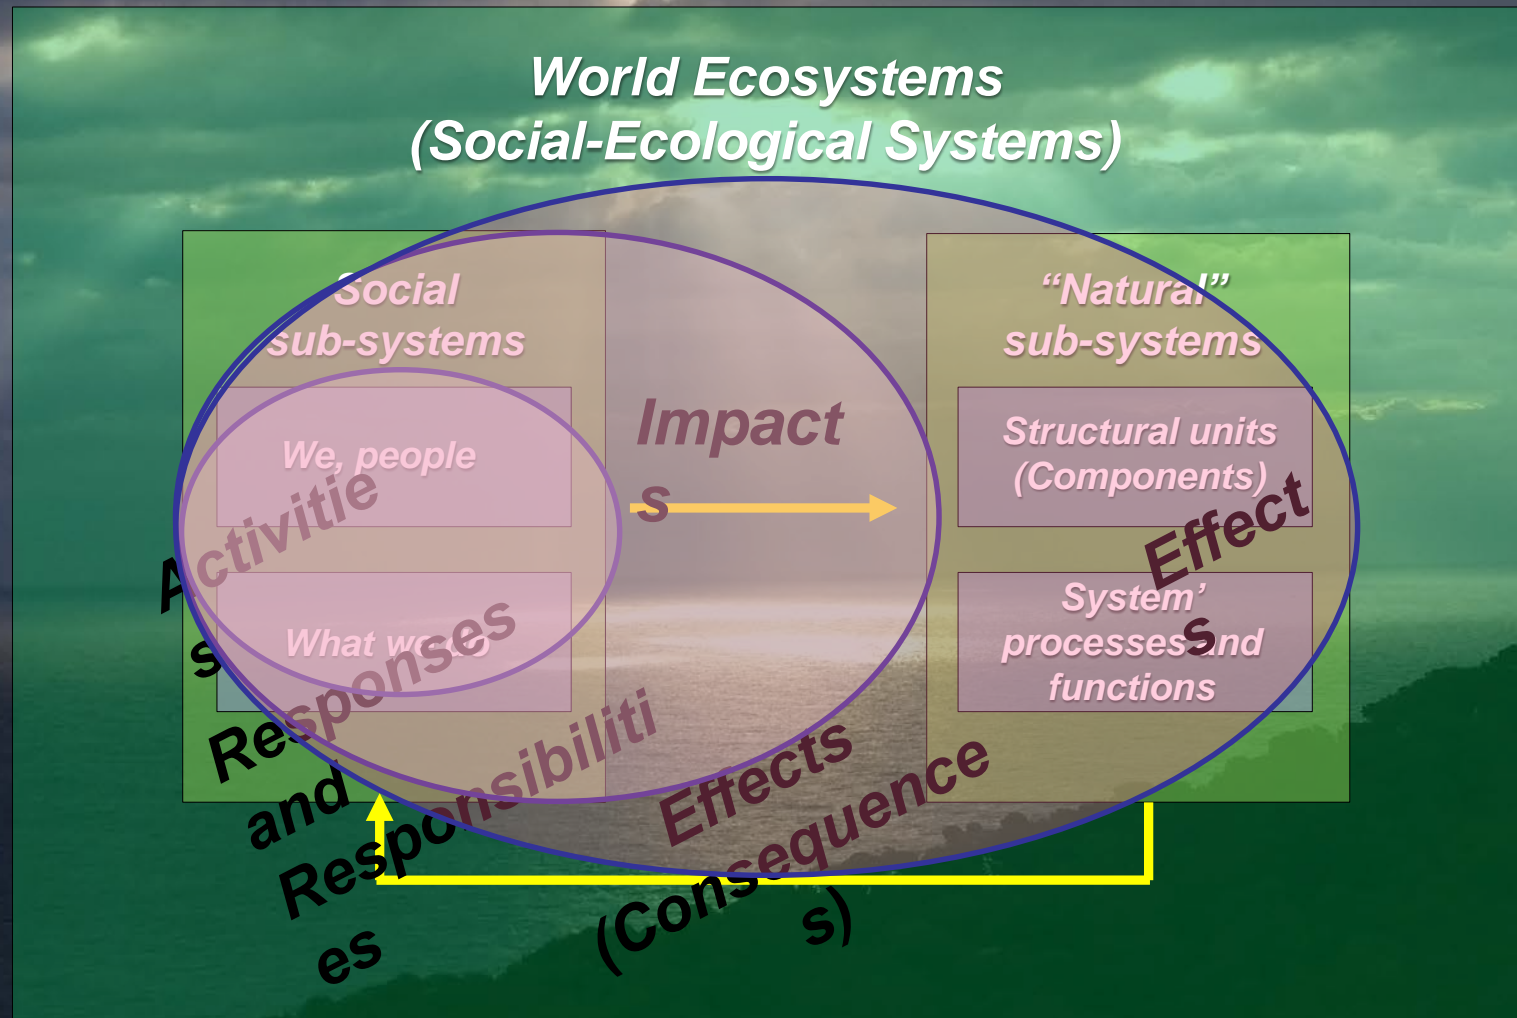 World Ecosystems
(Social-Ecological Systems)
Social
sub-systems
“Natural”
sub-systems
We, people
What we do
Impact
s
Structural units
(Components)
System’
processes and
functions
Activitie
s
Effect
s
Responses
and
Responsibiliti
es
Effects
(Consequence
s)